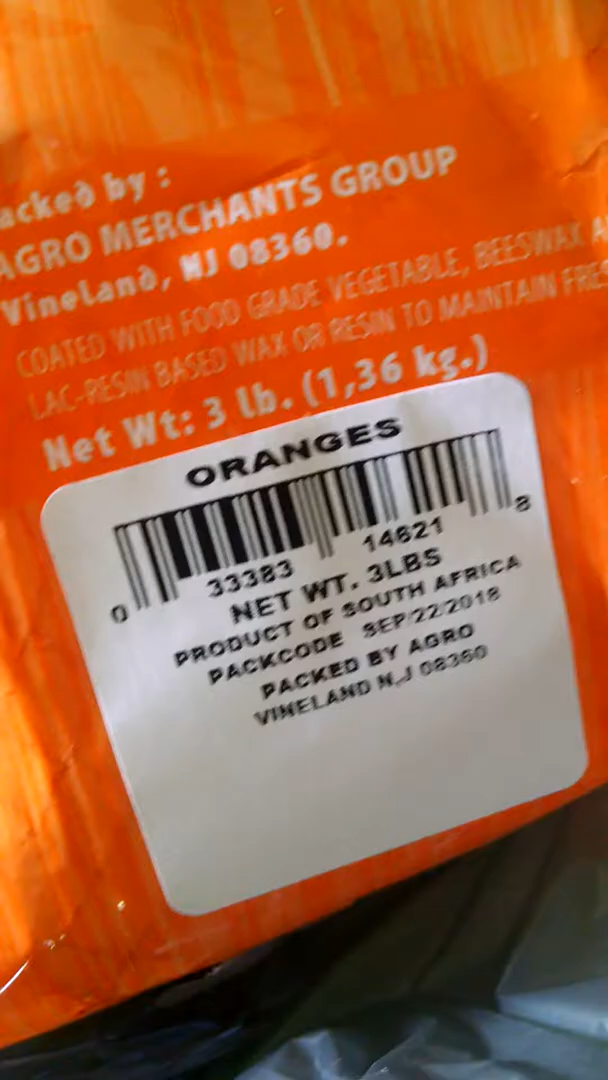 acked by :
AGRO MERCHANTS GROUP
Vineland, NJ 08360.
COATED WITH FOOD GRADE VEGETABLE, BEESWAX A
LAC-RESIN BASED WAX OR RESIN TO MAINTAIN FRES
Net Wt: 3 lb. (1,36 kg.)
ORANGES
0 33383 14621 8
NET WT. 3LBS
PRODUCT OF SOUTH AFRICA
PACKCODE SEP/22/2018
PACKED BY AGRO
VINELAND N,J 08360